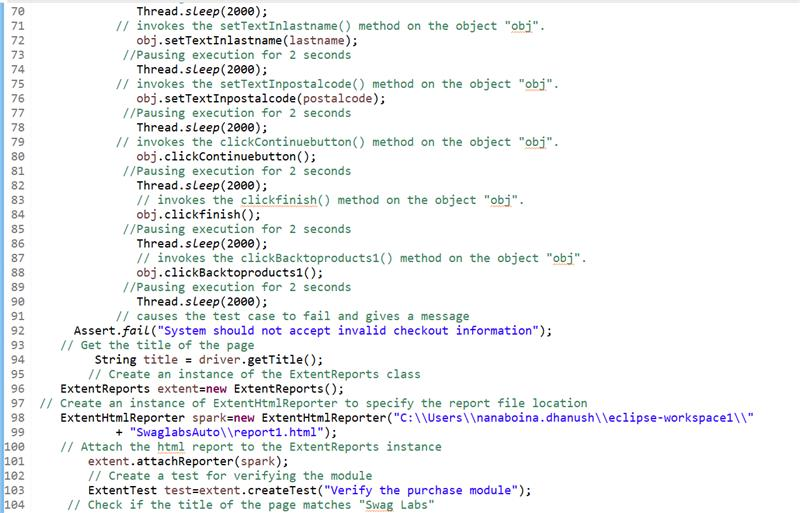 70 Thread.sleep(2000);
71 // invokes the setTextInlastname() method on the object "obj".
72 obj.setTextInlastname(lastname);
73 //Pausing execution for 2 seconds
74 Thread.sleep(2000);
75 // invokes the setTextInpostalcode() method on the object "obj".
76 obj.setTextInpostalcode(postalcode);
77 //Pausing execution for 2 seconds
78 Thread.sleep(2000);
79 // invokes the clickContinuebutton() method on the object "obj".
80 obj.clickContinuebutton();
81 //Pausing execution for 2 seconds
82 Thread.sleep(2000);
83 // invokes the clickfinish() method on the object "obj".
84 obj.clickfinish();
85 //Pausing execution for 2 seconds
86 Thread.sleep(2000);
87 // invokes the clickBacktoproducts1() method on the object "obj".
88 obj.clickBacktoproducts1();
89 //Pausing execution for 2 seconds
90 Thread.sleep(2000);
91 // causes the test case to fail and gives a message
92 Assert.fail("System should not accept invalid checkout information");
93 // Get the title of the page
94 String title = driver.getTitle();
95 // Create an instance of the ExtentReports class
96 ExtentReports extent=new ExtentReports();
97 // Create an instance of ExtentHtmlReporter to specify the report file location
98 ExtentHtmlReporter spark=new ExtentHtmlReporter("C:\\Users\\nanaboina.dhanush\\eclipse-workspace1\\"
99 + "SwaglabsAuto\\report1.html");
100 // Attach the html report to the ExtentReports instance
101 extent.attachReporter(spark);
102 // Create a test for verifying the module
103 ExtentTest test=extent.createTest("Verify the purchase module");
104 // Check if the title of the page matches "Swag Labs"